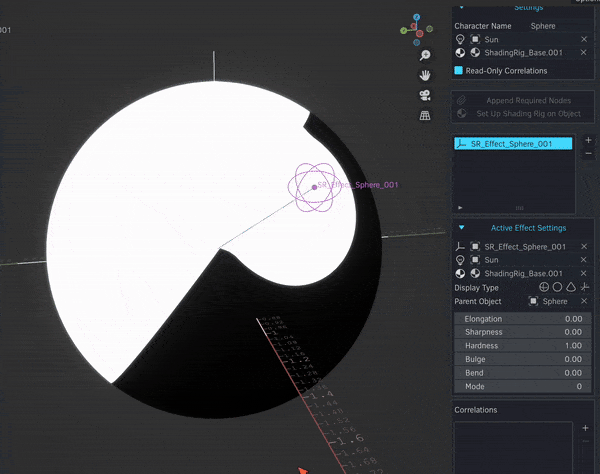 Settings
001
Character Name Sphere
Sun
ShadingRig_Base.001
Read-Only Correlations
Append Required Nodes
Set Up Shading Rig on Object
SR_Effect_Sphere_001
SR_Effect_Sphere_001
Active Effect Settings
SR_Effect_Sphere_001
Sun
ShadingRig_Base.001
Display Type
Parent Object Sphere
Elongation 0.00
Sharpness 0.00
Hardness 1.00
Bulge 0.00
Bend 0.00
Mode 0
Correlations
-1.2
-1.4
-1.6